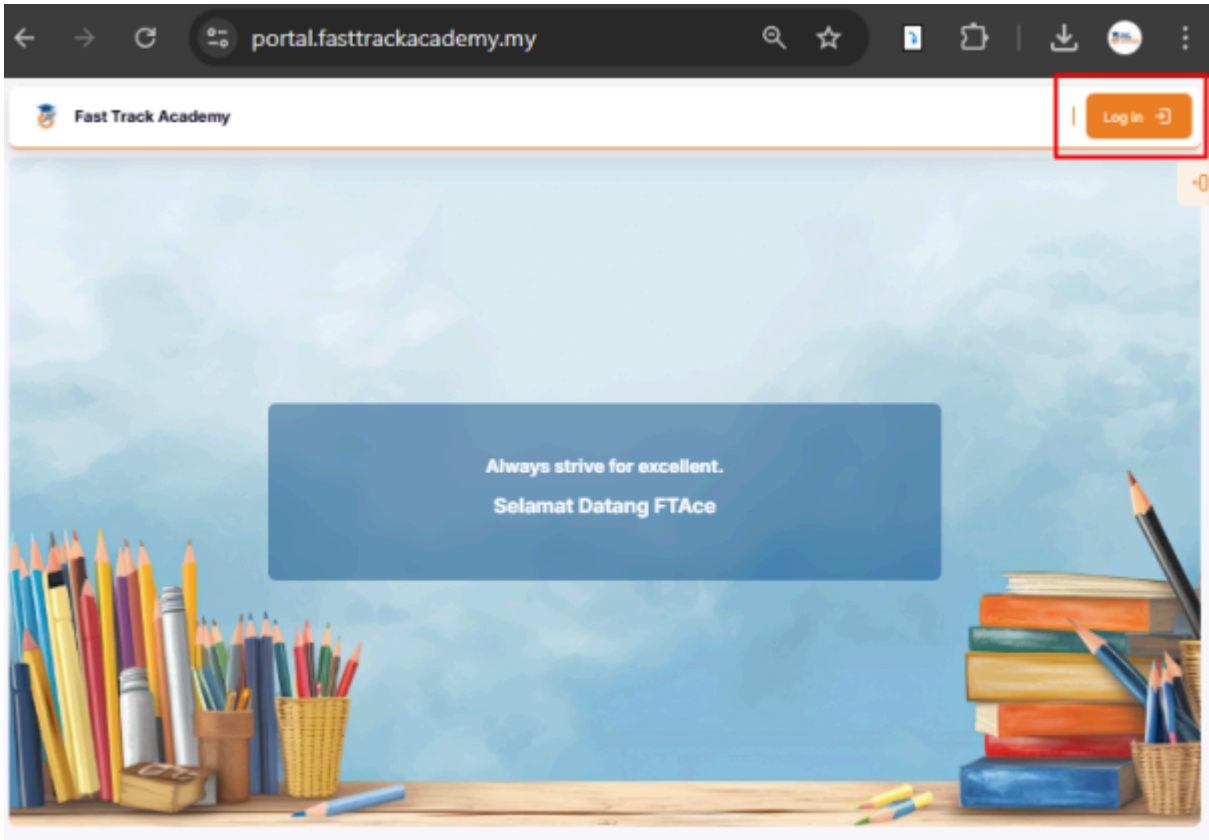 portal.fasttrackacademy.my
Fast Track Academy
Log in
Always strive for excellent.
Selamat Datang FTAce